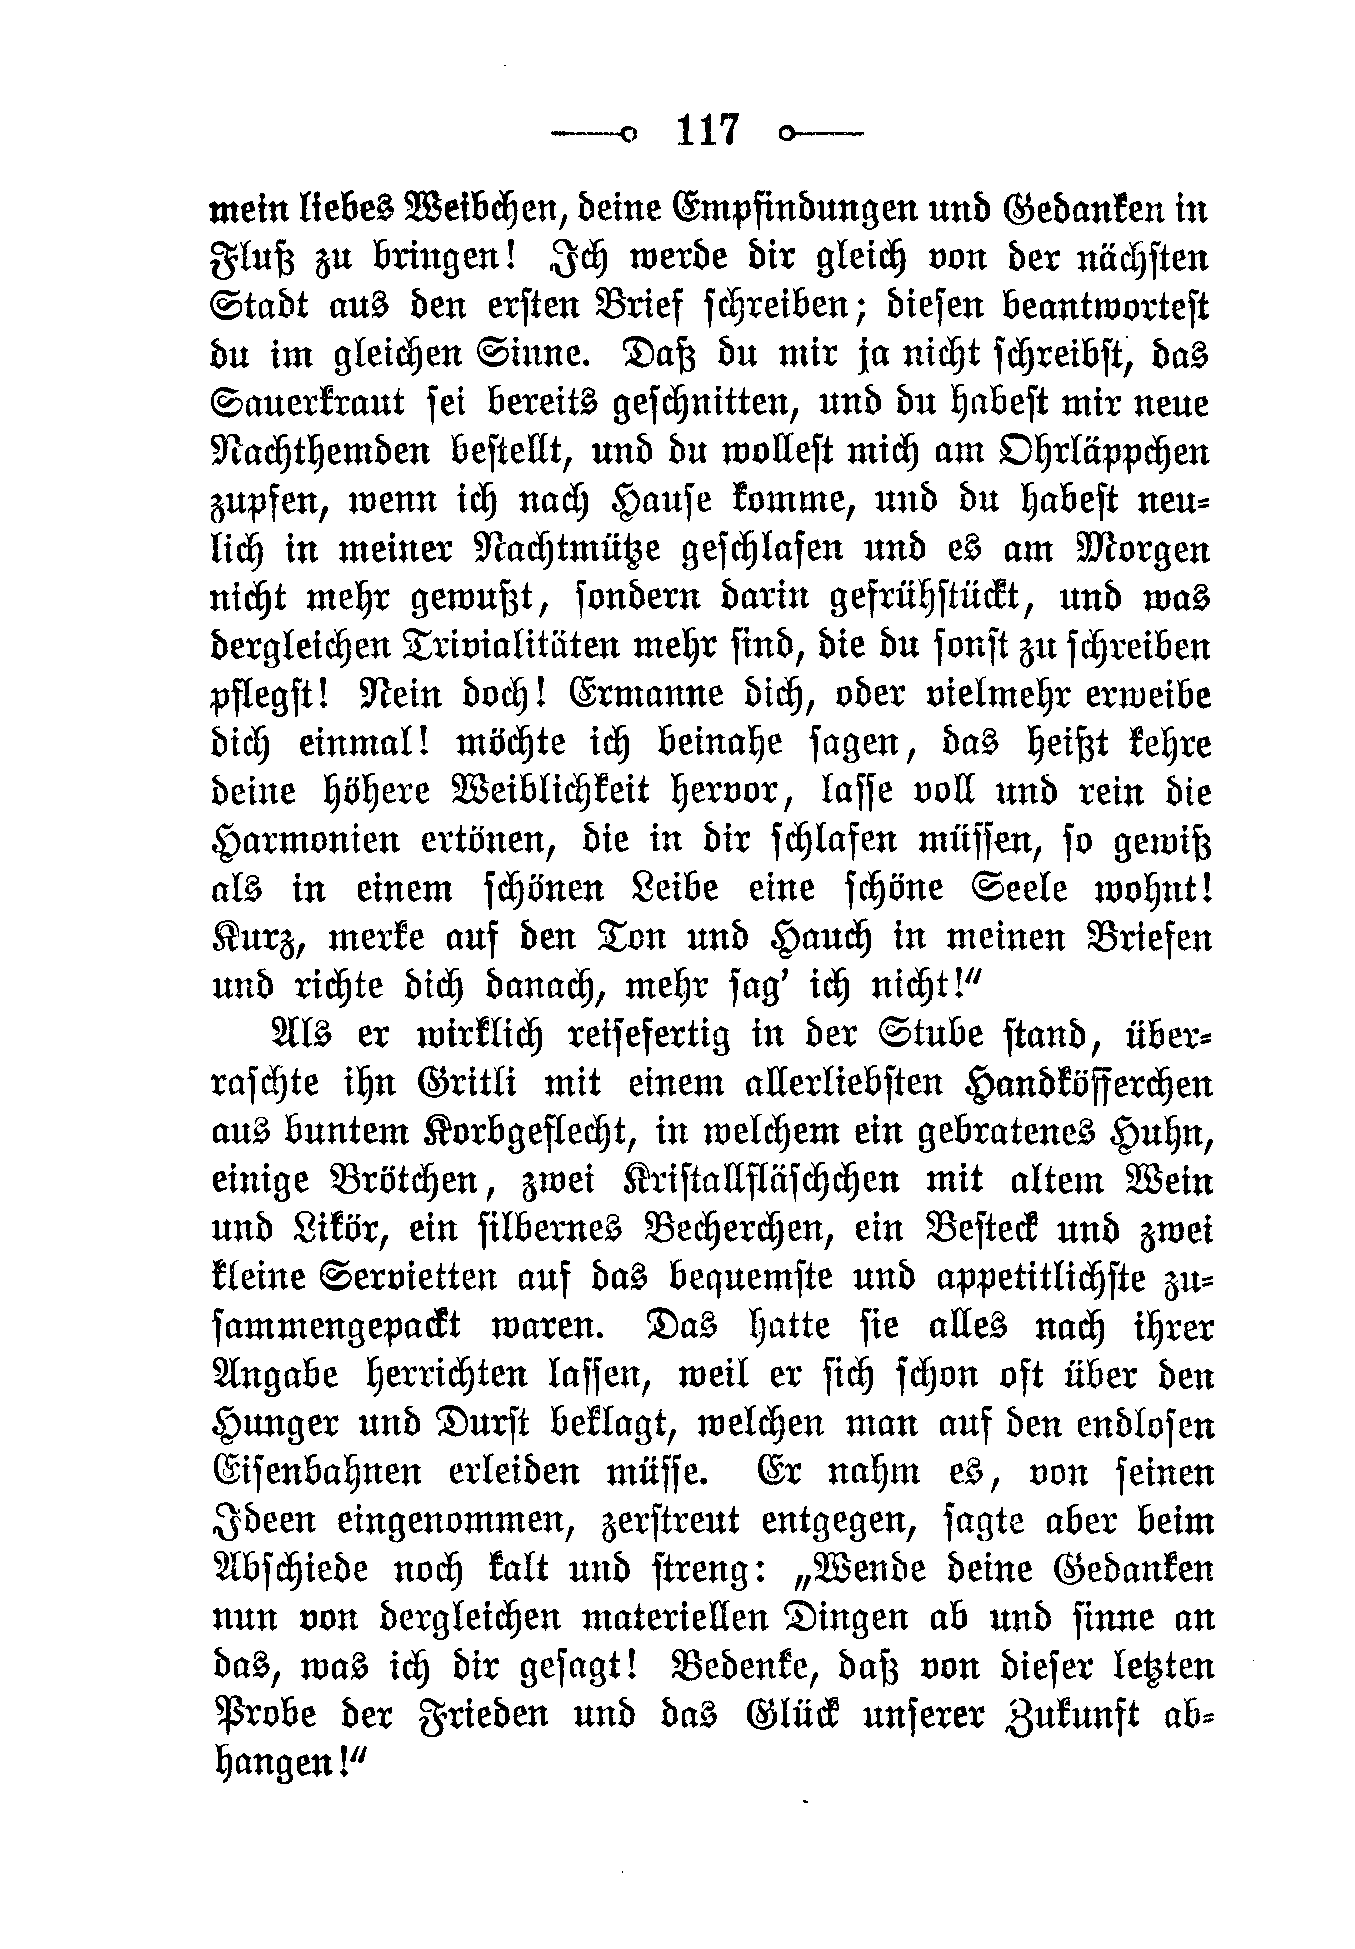 117
mein liebes Weibchen, deine Empfindungen und Gedanken in
Fluß zu bringen! Ich werde dir gleich von der nächsten
Stadt aus den ersten Brief schreiben; diesen beantwortest
du im gleichen Sinne. Daß du mir ja nicht schreibst, das
Sauerkraut sei bereits geschnitten, und du habest mir neue
Nachthemden bestellt, und du wollest mich am Ohrläppchen
zupfen, wenn ich nach Hause komme, und du habest neu-
lich in meiner Nachtmütze geschlafen und es am Morgen
nicht mehr gewußt, sondern darin gefrühstückt, und was
dergleichen Trivialitäten mehr sind, die du sonst zu schreiben
pflegst! Nein doch! Ermanne dich, oder vielmehr erweibe
dich einmal! möchte ich beinahe sagen, das heißt kehre
deine höhere Weiblichkeit hervor, lasse voll und rein die
Harmonien ertönen, die in dir schlafen müssen, so gewiß
als in einem schönen Leibe eine schöne Seele wohnt!
Kurz, merke auf den Ton und Hauch in meinen Briefen
und richte dich danach, mehr sag' ich nicht!“
Als er wirklich reisefertig in der Stube stand, über-
raschte ihn Gritli mit einem allerliebsten Handköfferchen
aus buntem Korbgeflecht, in welchem ein gebratenes Huhn,
einige Brötchen, zwei Kristallfläschchen mit altem Wein
und Likör, ein silbernes Becherchen, ein Besteck und zwei
kleine Servietten auf das bequemste und appetitlichste zu-
sammengepackt waren. Das hatte sie alles nach ihrer
Angabe herrichten lassen, weil er sich schon oft über den
Hunger und Durst beklagt, welchen man auf den endlosen
Eisenbahnen erleiden müsse. Er nahm es, von seinen
Ideen eingenommen, zerstreut entgegen, sagte aber beim
Abschiede noch kalt und streng: „Wende deine Gedanken
nun von dergleichen materiellen Dingen ab und sinne an
das, was ich dir gesagt! Bedenke, daß von dieser letzten
Probe der Frieden und das Glück unserer Zukunft ab-
hangen!“